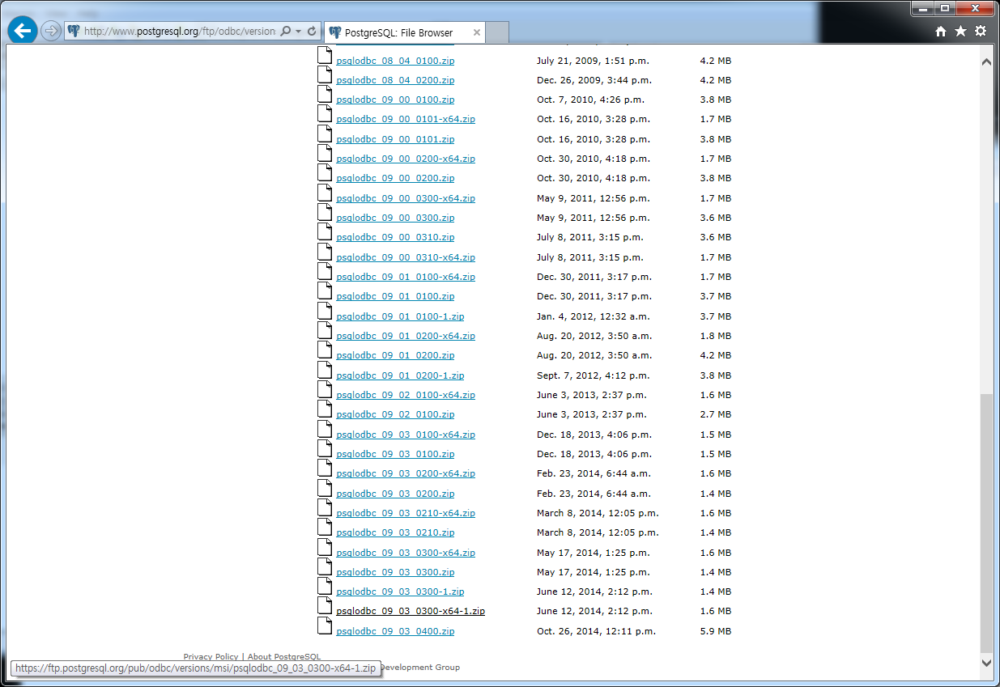 http://www.postgresql.org/ftp/odbc/version
PostgreSQL: File Browser
psqlodbc_08_04_0100.zip July 21, 2009, 1:51 p.m. 4.2 MB
psqlodbc_08_04_0200.zip Dec. 26, 2009, 3:44 p.m. 4.2 MB
psqlodbc_09_00_0100.zip Oct. 7, 2010, 4:26 p.m. 3.8 MB
psqlodbc_09_00_0101-x64.zip Oct. 16, 2010, 3:28 p.m. 1.7 MB
psqlodbc_09_00_0101.zip Oct. 16, 2010, 3:28 p.m. 3.8 MB
psqlodbc_09_00_0200-x64.zip Oct. 30, 2010, 4:18 p.m. 1.7 MB
psqlodbc_09_00_0200.zip Oct. 30, 2010, 4:18 p.m. 3.8 MB
psqlodbc_09_00_0300-x64.zip May 9, 2011, 12:56 p.m. 1.7 MB
psqlodbc_09_00_0300.zip May 9, 2011, 12:56 p.m. 3.6 MB
psqlodbc_09_00_0310.zip July 8, 2011, 3:15 p.m. 3.6 MB
psqlodbc_09_00_0310-x64.zip July 8, 2011, 3:15 p.m. 1.7 MB
psqlodbc_09_01_0100-x64.zip Dec. 30, 2011, 3:17 p.m. 1.7 MB
psqlodbc_09_01_0100.zip Dec. 30, 2011, 3:17 p.m. 3.7 MB
psqlodbc_09_01_0100-1.zip Jan. 4, 2012, 12:32 a.m. 3.7 MB
psqlodbc_09_01_0200-x64.zip Aug. 20, 2012, 3:50 a.m. 1.8 MB
psqlodbc_09_01_0200.zip Aug. 20, 2012, 3:50 a.m. 4.2 MB
psqlodbc_09_01_0200-1.zip Sept. 7, 2012, 4:12 p.m. 3.8 MB
psqlodbc_09_02_0100-x64.zip June 3, 2013, 2:37 p.m. 1.6 MB
psqlodbc_09_02_0100.zip June 3, 2013, 2:37 p.m. 2.7 MB
psqlodbc_09_03_0100-x64.zip Dec. 18, 2013, 4:06 p.m. 1.5 MB
psqlodbc_09_03_0100.zip Dec. 18, 2013, 4:06 p.m. 1.5 MB
psqlodbc_09_03_0200-x64.zip Feb. 23, 2014, 6:44 a.m. 1.6 MB
psqlodbc_09_03_0200.zip Feb. 23, 2014, 6:44 a.m. 1.4 MB
psqlodbc_09_03_0210-x64.zip March 8, 2014, 12:05 p.m. 1.6 MB
psqlodbc_09_03_0210.zip March 8, 2014, 12:05 p.m. 1.4 MB
psqlodbc_09_03_0300-x64.zip May 17, 2014, 1:25 p.m. 1.6 MB
psqlodbc_09_03_0300.zip May 17, 2014, 1:25 p.m. 1.4 MB
psqlodbc_09_03_0300-1.zip June 12, 2014, 2:12 p.m. 1.4 MB
psqlodbc_09_03_0300-x64-1.zip June 12, 2014, 2:12 p.m. 1.6 MB
psqlodbc_09_03_0400.zip Oct. 26, 2014, 12:11 p.m. 5.9 MB
Privacy Policy | About PostgreSQL
https://ftp.postgresql.org/pub/odbc/versions/msi/psqlodbc_09_03_0300-x64-1.zip Development Group